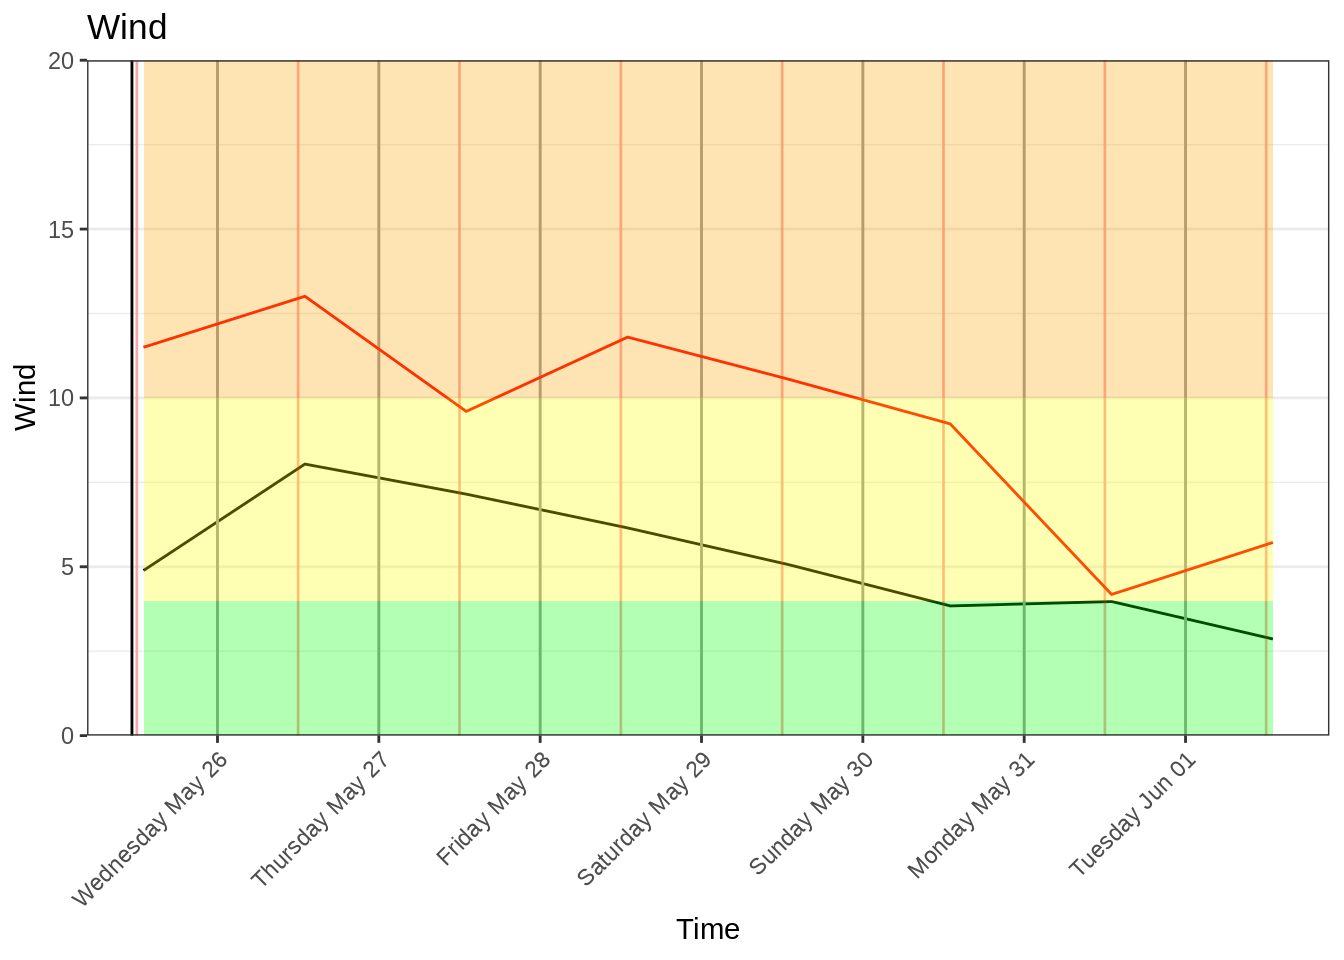 Wind
20
15
10
5
0
Wind
Wednesday May 26
Thursday May 27
Friday May 28
Saturday May 29
Sunday May 30
Monday May 31
Tuesday Jun 01
Time